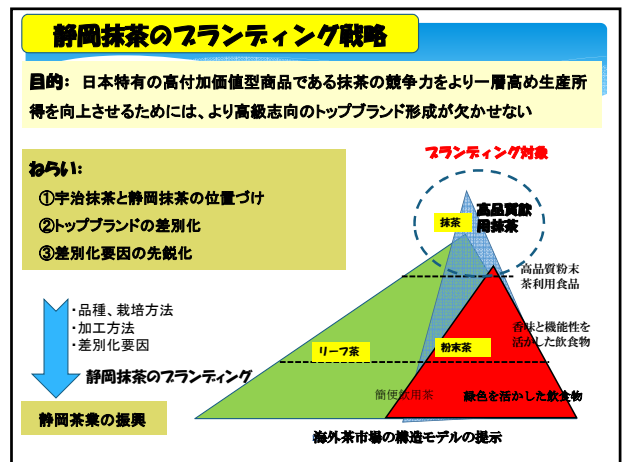 静岡抹茶のブランディング戦略
目的: 日本特有の高付加価値型商品である抹茶の競争力をより一層高め生産所
得を向上させるためには、より高級志向のトップブランド形成が欠かせない
ねらい:
①宇治抹茶と静岡抹茶の位置づけ
②トップブランドの差別化
③差別化要因の先鋭化
・品種、栽培方法
・加工方法
・差別化要因
静岡抹茶のブランディング
静岡茶業の振興
ブランディング対象
抹茶
高品質飲
用抹茶
高品質粉末
茶利用食品
香味と機能性を
活かした飲食物
リーフ茶
粉末茶
簡便飲用茶
緑色を活かした飲食物
海外茶市場の構造モデルの提示